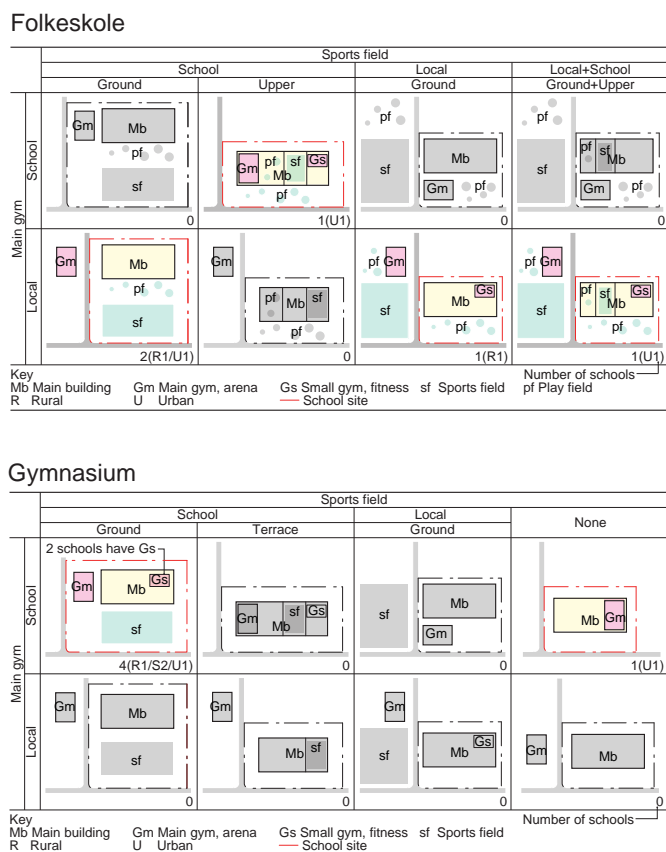 Folkeskole
Sports field
School Local Local+School
Ground Upper Ground Ground+Upper
Main gym
School
Gm Mb pf sf 0
Gm pf Mb sf Gs pf 1(U1)
pf sf Mb Gm pf 0
pf sf pf sf Mb Gm pf 0
Local
Gm Mb pf sf 2(R1/U1)
Gm pf Mb sf pf 0
pf Gm sf Mb Gs pf 1(R1)
pf Gm sf pf sf Mb Gs pf 1(U1)
Key Number of schools
Mb Main building Gm Main gym, arena Gs Small gym, fitness sf Sports field pf Play field
R Rural U Urban School site
Gymnasium
Sports field
School Local None
Ground Terrace Ground
Main gym
School
2 schools have Gs
Gm Mb Gs sf 4(R1/S2/U1)
Gm Mb sf Gs 0
sf Mb Gm 0
Mb Gm 1(U1)
Local
Gm Mb sf 0
Gm Mb sf 0
Gm sf Mb Gs 0
Gm Mb 0
Key Number of schools
Mb Main building Gm Main gym, arena Gs Small gym, fitness sf Sports field
R Rural U Urban School site